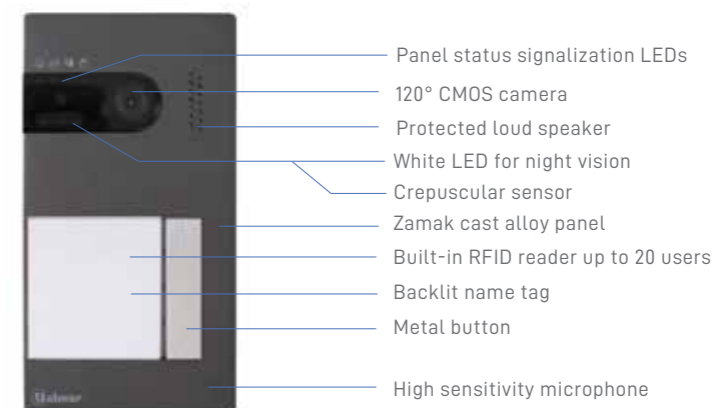 Panel status signalization LEDs
120° CMOS camera
Protected loud speaker
White LED for night vision
Crepuscular sensor
Zamak cast alloy panel
Built-in RFID reader up to 20 users
Backlit name tag
Metal button
High sensitivity microphone